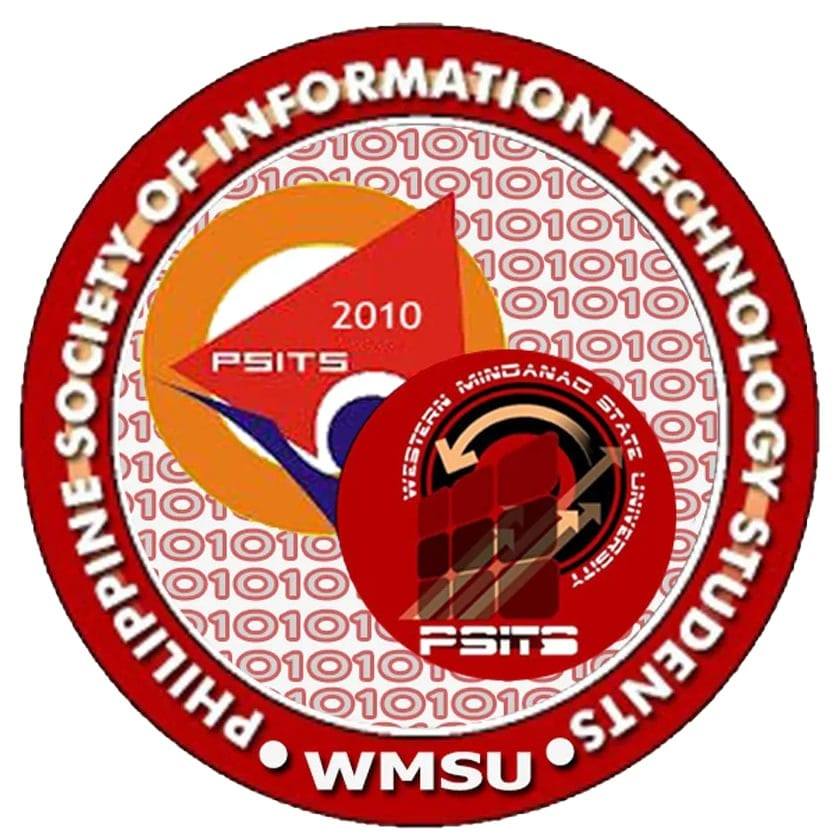 PHILIPPINE SOCIETY OF INFORMATION TECHNOLOGY STUDENTS
2010
PSITS
WESTERN MINDANAO STATE UNIVERSITY
PSITS
• WMSU •